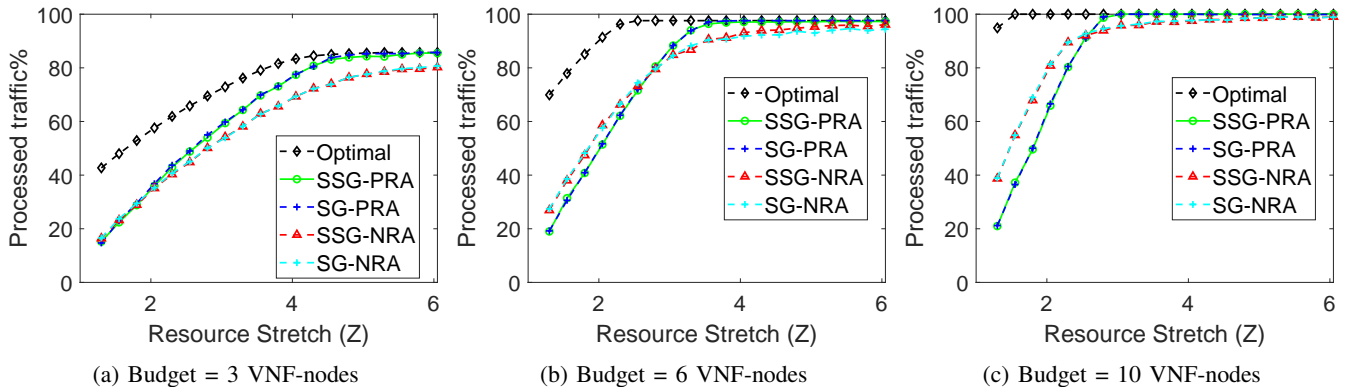 100
80
60
40
20
0
Processed traffic%
2
4
6
Resource Stretch (Z)
Optimal
SSG-PRA
SG-PRA
SSG-NRA
SG-NRA
(a) Budget = 3 VNF-nodes
100
80
60
40
20
0
Processed traffic%
2
4
6
Resource Stretch (Z)
Optimal
SSG-PRA
SG-PRA
SSG-NRA
SG-NRA
(b) Budget = 6 VNF-nodes
100
80
60
40
20
0
Processed traffic%
2
4
6
Resource Stretch (Z)
Optimal
SSG-PRA
SG-PRA
SSG-NRA
SG-NRA
(c) Budget = 10 VNF-nodes